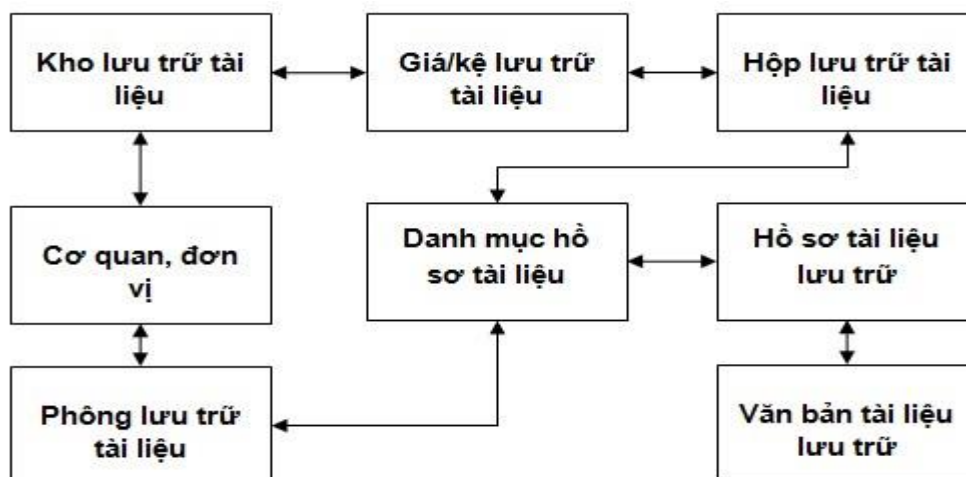 Kho lưu trữ tài
liệu
Giá/kệ lưu trữ
tài liệu
Hộp lưu trữ tài
liệu
Cơ quan, đơn
vị
Danh mục hồ
sơ tài liệu
Hồ sơ tài liệu
lưu trữ
Phông lưu trữ
tài liệu
Văn bản tài liệu
lưu trữ